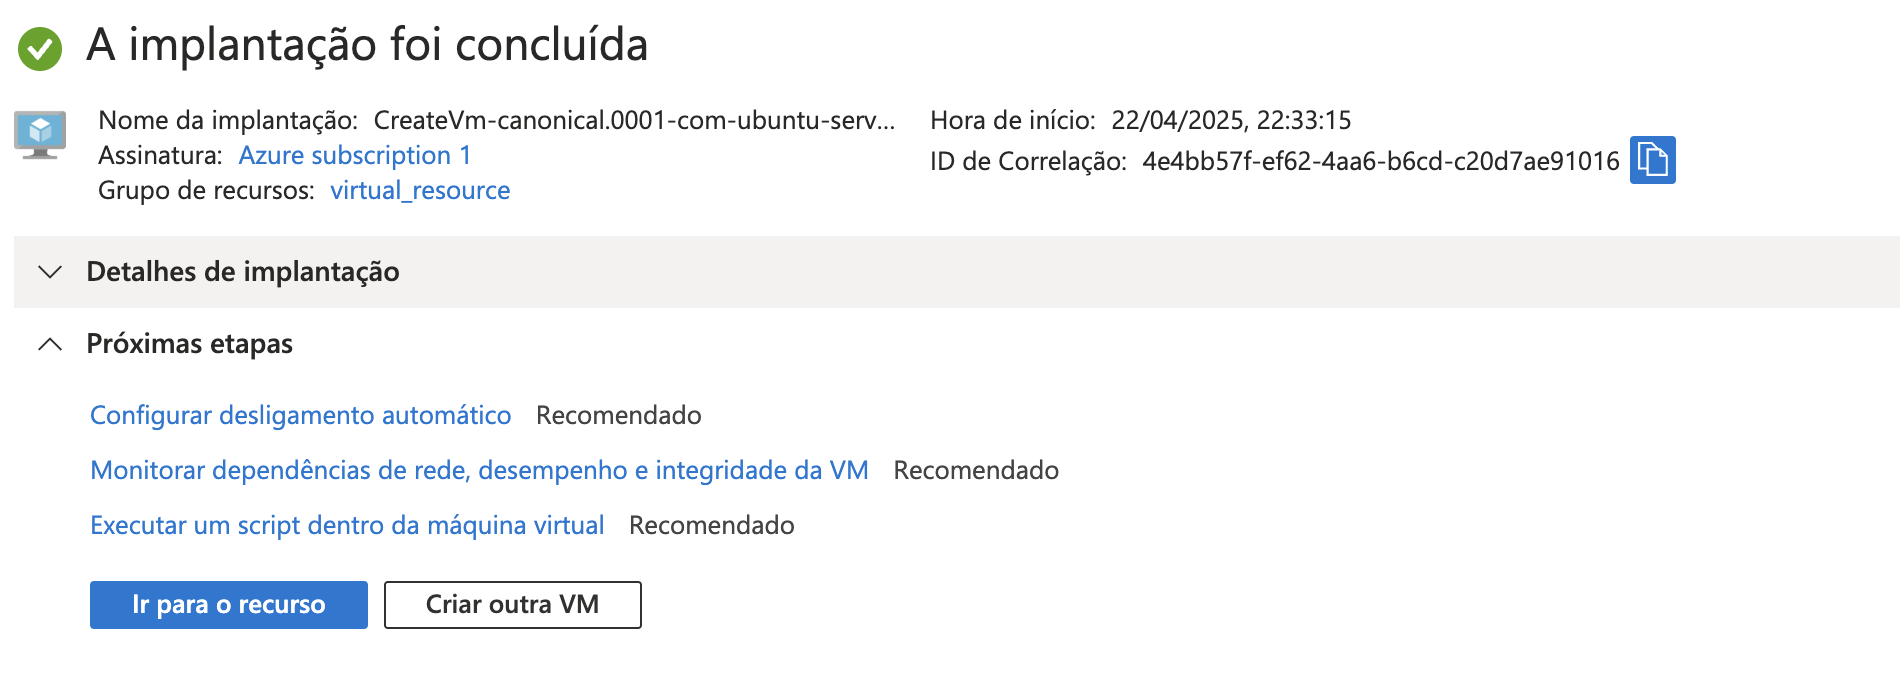 A implantação foi concluída
Nome da implantação: CreateVm-canonical.0001-com-ubuntu-serv...
Assinatura: Azure subscription 1
Grupo de recursos: virtual_resource
Hora de início: 22/04/2025, 22:33:15
ID de Correlação: 4e4bb57f-ef62-4aa6-b6cd-c20d7ae91016
Detalhes de implantação
Próximas etapas
Configurar desligamento automático Recomendado
Monitorar dependências de rede, desempenho e integridade da VM Recomendado
Executar um script dentro da máquina virtual Recomendado
Ir para o recurso Criar outra VM